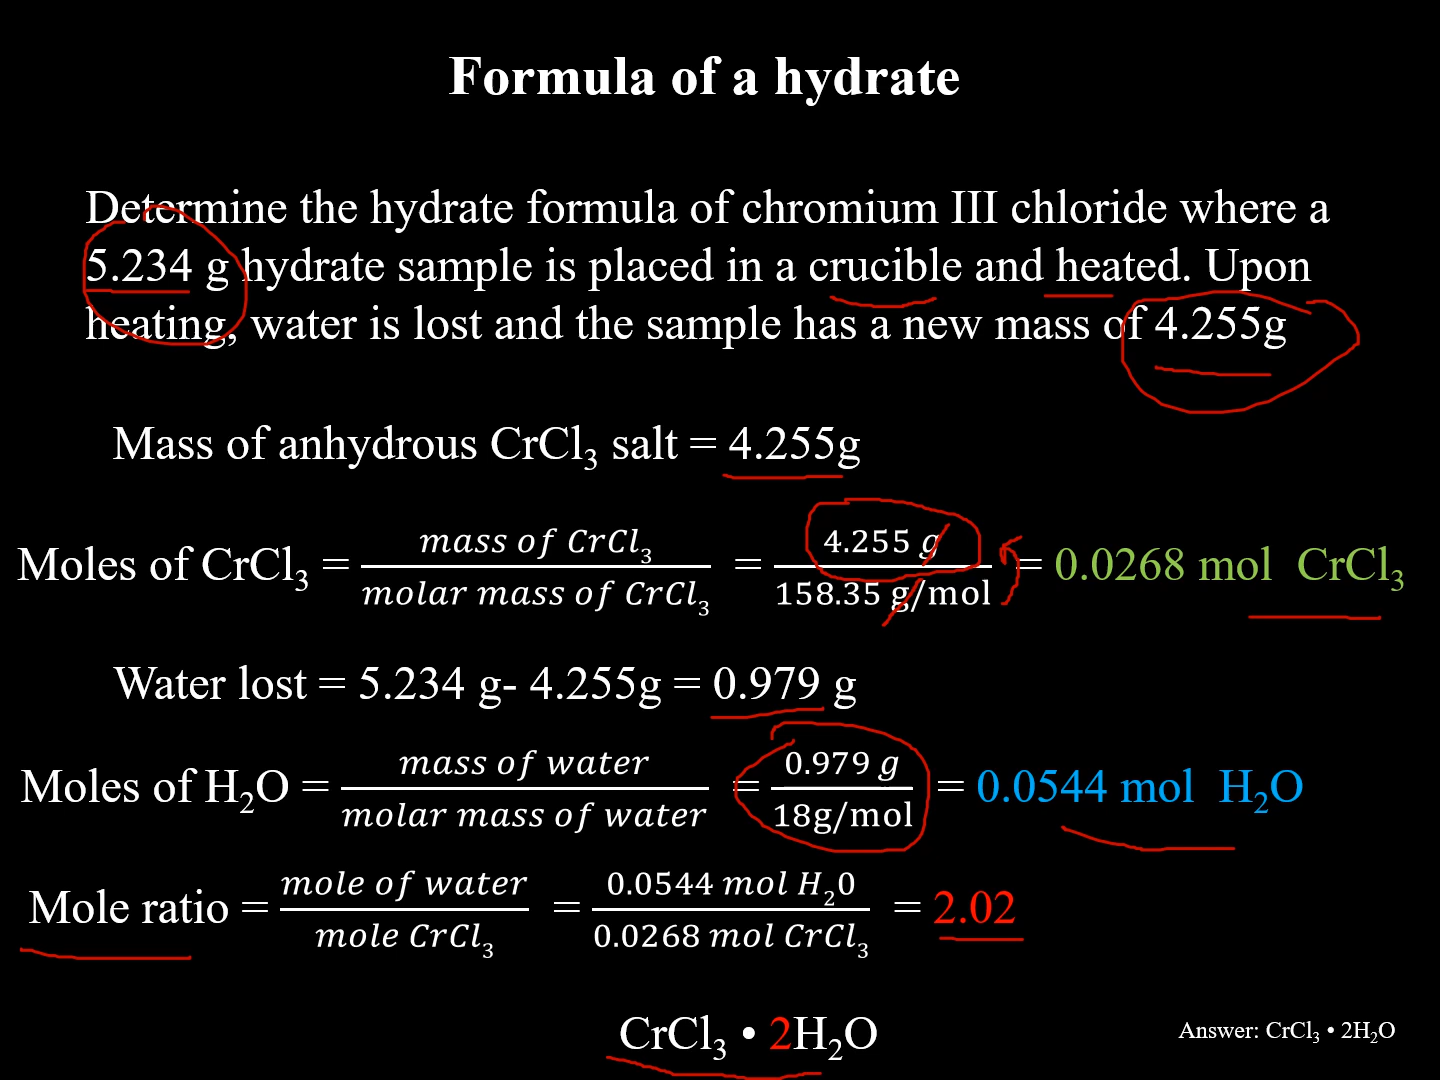 Formula of a hydrate
Determine the hydrate formula of chromium III chloride where a
5.234 g hydrate sample is placed in a crucible and heated. Upon
heating, water is lost and the sample has a new mass of 4.255g
Mass of anhydrous CrCl₃ salt = 4.255g
Moles of CrCl₃ = mass of CrCl₃ / molar mass of CrCl₃ = 4.255 g / 158.35 g/mol = 0.0268 mol CrCl₃
Water lost = 5.234 g- 4.255g = 0.979 g
Moles of H₂O = mass of water / molar mass of water = 0.979 g / 18g/mol = 0.0544 mol H₂O
Mole ratio = mole of water / mole CrCl₃ = 0.0544 mol H₂0 / 0.0268 mol CrCl₃ = 2.02
CrCl₃ • 2H₂O
Answer: CrCl₃ • 2H₂O